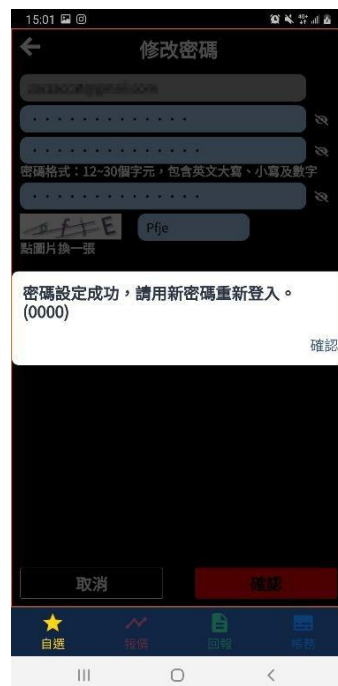 15:01
修改密碼
密碼格式：12~30個字元，包含英文大寫、小寫及數字
PfjE Pfje
點圖片換一張
密碼設定成功，請用新密碼重新登入。
(0000)
確認
取消 確認
自選 報價 回報 帳務